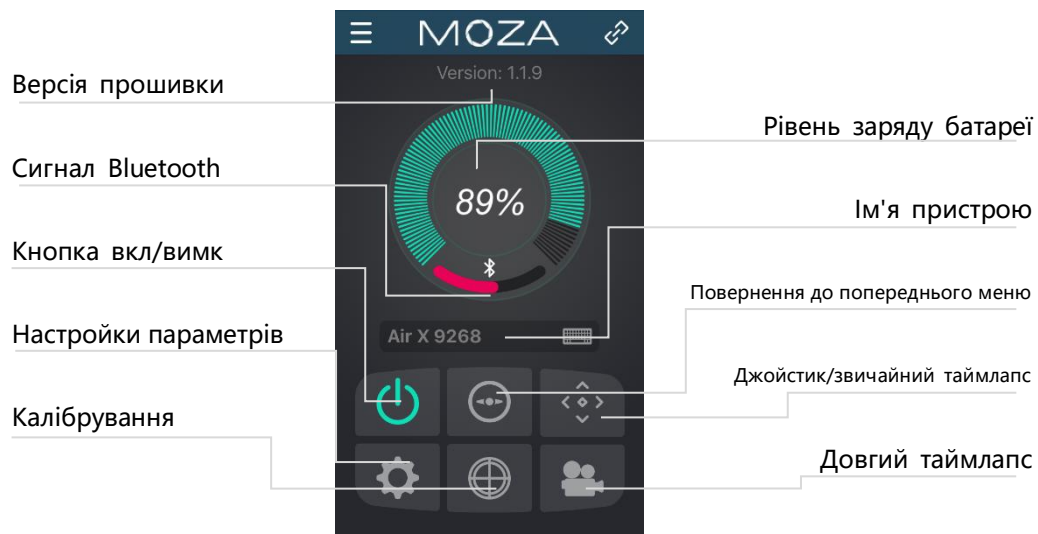 MOZA
Version: 1.1.9
Версія прошивки
Рівень заряду батареї
Сигнал Bluetooth
89%
Ім'я пристрою
Кнопка вкл/вимк
Повернення до попереднього меню
Настройки параметрів
Air X 9268
Джойстик/звичайний таймлапс
Калібрування
Довгий таймлапс